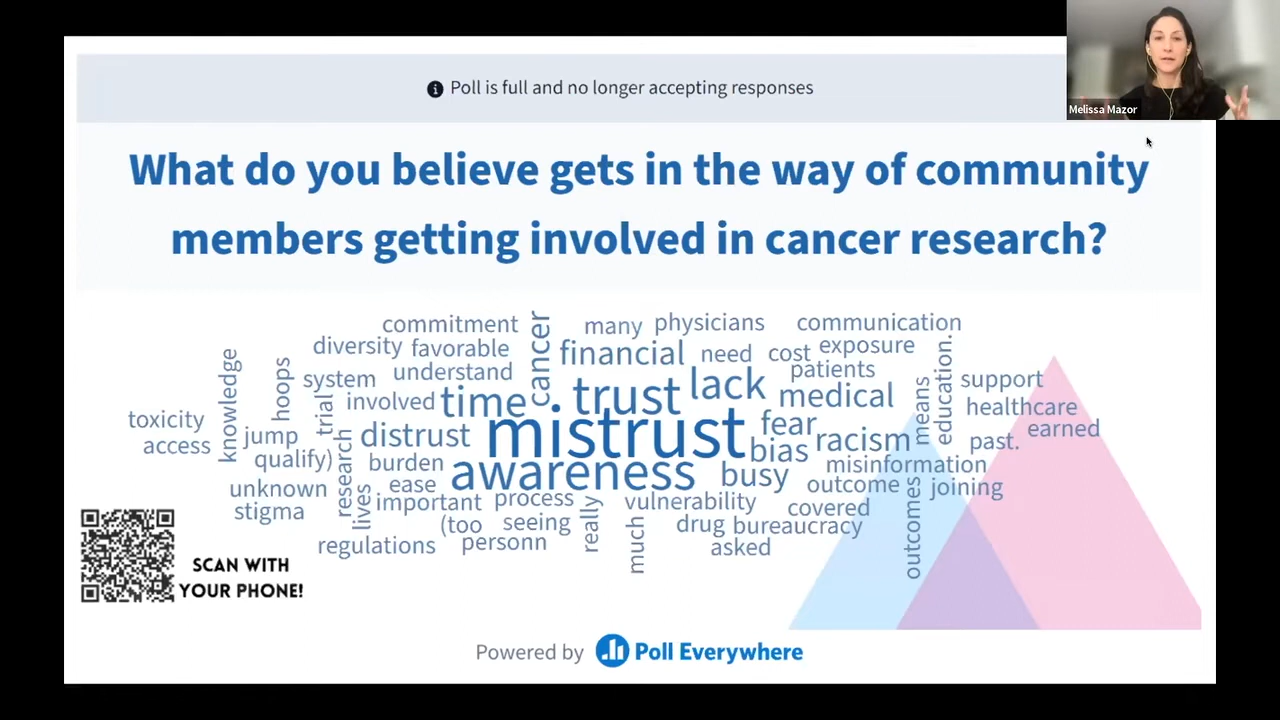 Poll is full and no longer accepting responses
Melissa Mazor
What do you believe gets in the way of community
members getting involved in cancer research?
commitment
cancer
many
physicians
communication
diversity
favorable
financial
need
cost
exposure
education.
knowledge
hoops
system
understand
trust
lack
patients
medical
means
support
toxicity
trial
involved
time
healthcare
access
jump
distrust
mistrust
fear
bias
racism
past.
earned
qualify)
research
burden
awareness
busy
misinformation
unknown
lives
ease
outcome
joining
stigma
important
process
really
vulnerability
covered
outcomes
(too
seeing
much
drug
bureaucracy
regulations
personn
asked
SCAN WITH
YOUR PHONE!
Powered by Poll Everywhere